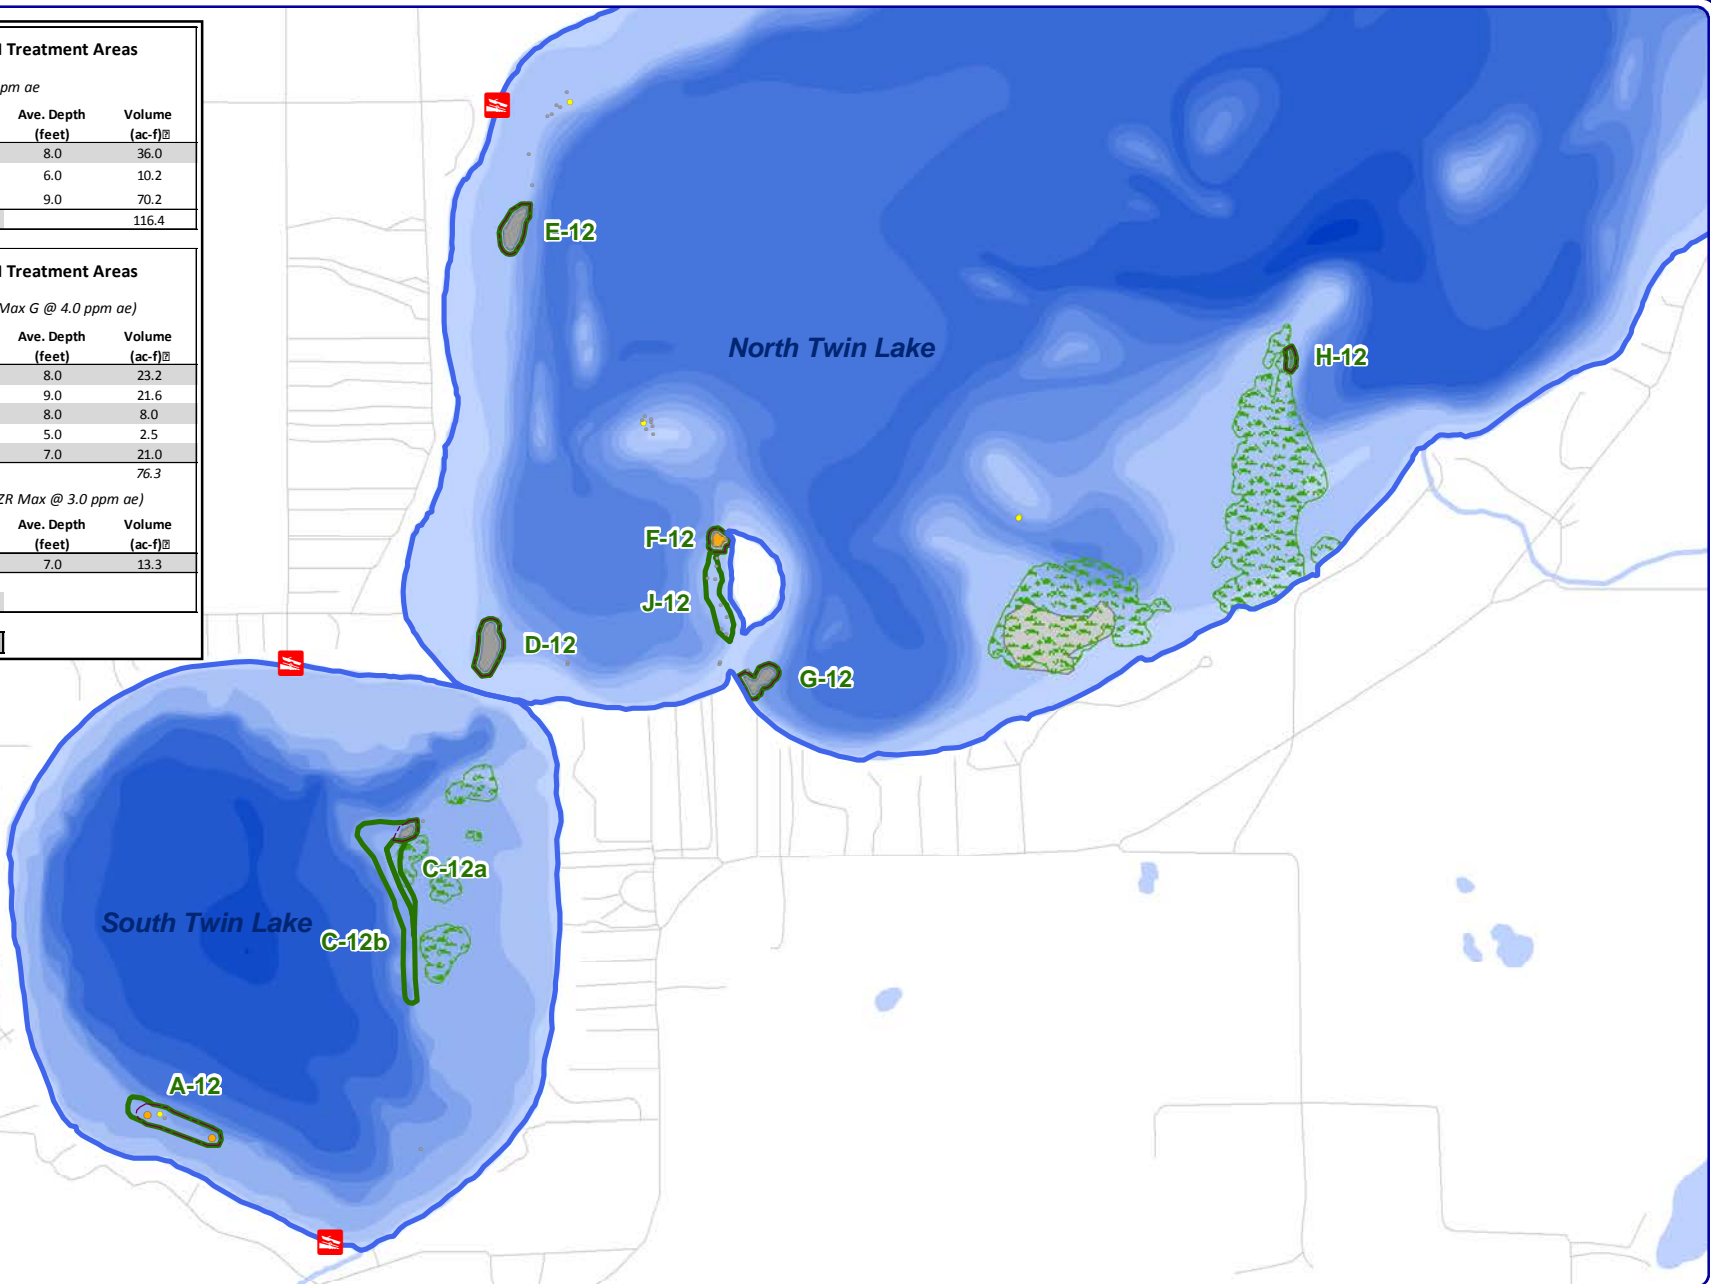 Treatment Areas
pm ae
Ave. Depth Volume
(feet) (ac-f)
8.0 36.0
6.0 10.2
9.0 70.2
116.4
Treatment Areas
Max G @ 4.0 ppm ae)
Ave. Depth Volume
(feet) (ac-f)
8.0 23.2
9.0 21.6
8.0 8.0
5.0 2.5
7.0 21.0
76.3
ZR Max @ 3.0 ppm ae)
Ave. Depth Volume
(feet) (ac-f)
7.0 13.3
E-12
North Twin Lake
H-12
F-12
J-12
D-12
G-12
C-12a
South Twin Lake
C-12b
A-12